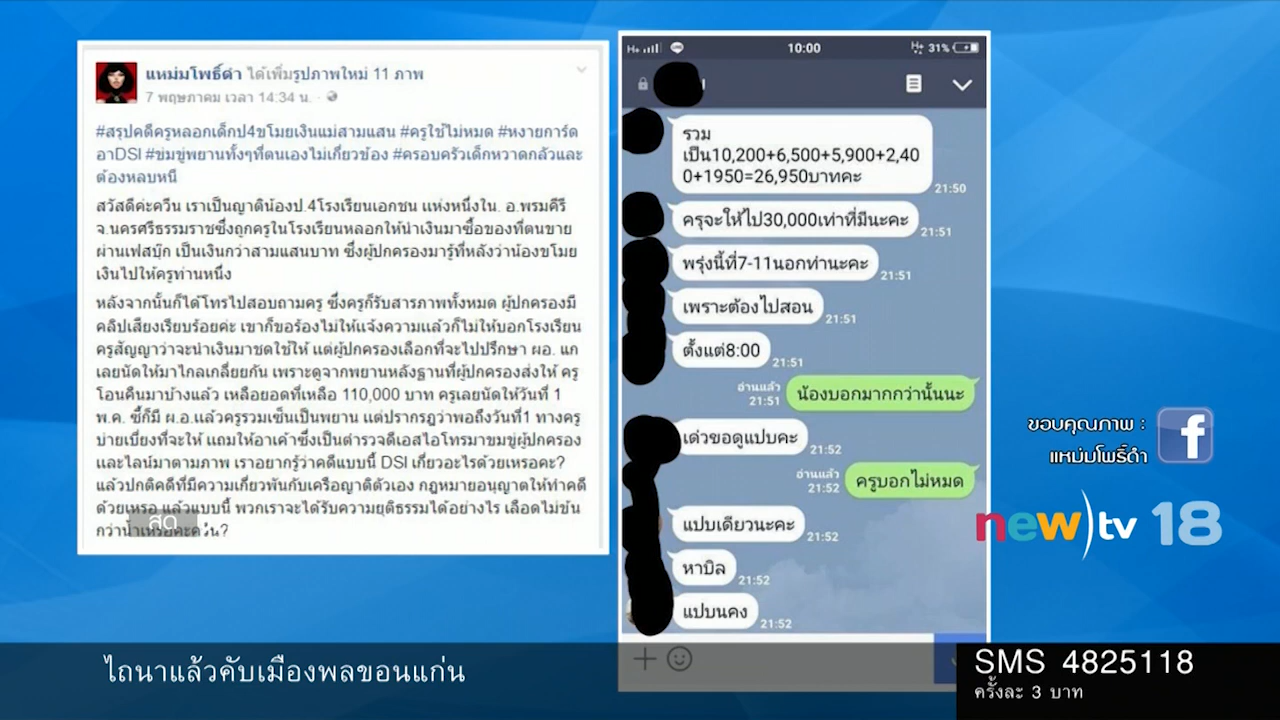 แหม่มโพธิ์ดำ ได้เพิ่มรูปภาพใหม่ 11 ภาพ
7 พฤษภาคม เวลา 14:34 น. ·
#สรุปคดีครูหลอกเด็กป4ขโมยเงินแม่สามแสน #ครูใช้ไม่หมด #หงายการ์ด
อาDSI #ข่มขู่พยานทั้งๆที่ตนเองไม่เกี่ยวข้อง #ครอบครัวเด็กหวาดกลัวและ
ต้องหลบหนี
สวัสดีค่ะควีน เราเป็นญาติน้องป.4โรงเรียนเอกชน แห่งหนึ่งใน. อ.พรมคีรี
จ.นครศรีธรรมราชซึ่งถูกครูในโรงเรียนหลอกให้นำเงินมาซื้อของที่ตนขาย
ผ่านเฟสบุ๊ก เป็นเงินกว่าสามแสนบาท ซึ่งผู้ปกครองมารู้ที่หลังว่าน้องขโมย
เงินไปให้ครูท่านหนึ่ง
หลังจากนั้นก็ได้โทรไปสอบถามครู ซึ่งครูก็รับสารภาพทั้งหมด ผู้ปกครองมี
คลิปเสียงเรียบร้อยค่ะ เขาก็ขอร้องไม่ให้แจ้งความแล้วก็ไม่ให้บอกโรงเรียน
ครูสัญญาว่าจะนำเงินมาชดใช้ให้ แต่ผู้ปกครองเลือกที่จะไปปรึกษา ผอ. แก
เลยนัดให้มาไกลเกลี่ยกัน เพราะดูจากพยานหลังฐานที่ผู้ปกครองส่งให้ ครู
โอนคืนมาบ้างแล้ว เหลือยอดที่เหลือ 110,000 บาท ครูเลยนัดให้วันที่ 1
พ.ค. ซึ้ก็มี ผ.อ.แล้วครูรวมเซ็นเป็นพยาน แต่ปรากรฎว่าพอถึงวันที่1 ทางครู
บ่ายเบี่ยงที่จะให้ แถมให้อาเค้าซึ่งเป็นตำรวจดีเอสไอโทรมาขมขู่ผู้ปกครอง
และไลน์มาตามภาพ เราอยากรู้ว่าคดีแบบนี้ DSI เกี่ยวอะไรด้วยเหรอคะ?
แล้วปกติคดีที่มีความเกี่ยวพันกับเครือญาติตัวเอง กฎหมายอนุญาตให้ทำคดี
ด้วยเหรอ แล้วแบบนี้ พวกเราจะได้รับความยุติธรรมได้อย่างไร เลือดไม่ข้น
กว่าน้ำเหรอคะควีน?
สด
H+ 10:00 H+ 31%
รวม
เป็น10,200+6,500+5,900+2,40
0+1950=26,950บาทคะ
21:50
ครุจะให้ไป30,000เท่าที่มีนะคะ
21:51
พรุ่งนี้ที่7-11นอกท่านะคะ
21:51
เพราะต้องไปสอน
21:51
ตั้งแต่8:00
21:51
อ่านแล้ว
21:51
น้องบอกมากกว่านั้นนะ
เด่วขอดูแปบคะ
21:52
อ่านแล้ว
21:52
ครูบอกไม่หมด
แปบเดียวนะคะ
21:52
หาบิล
21:52
แปบนคง
21:52
ขอบคุณภาพ :
แหม่มโพธิ์ดำ
f
new)tv 18
ไถนาแล้วคับเมืองพลขอนแก่น
SMS 4825118
ครั้งละ 3 บาท